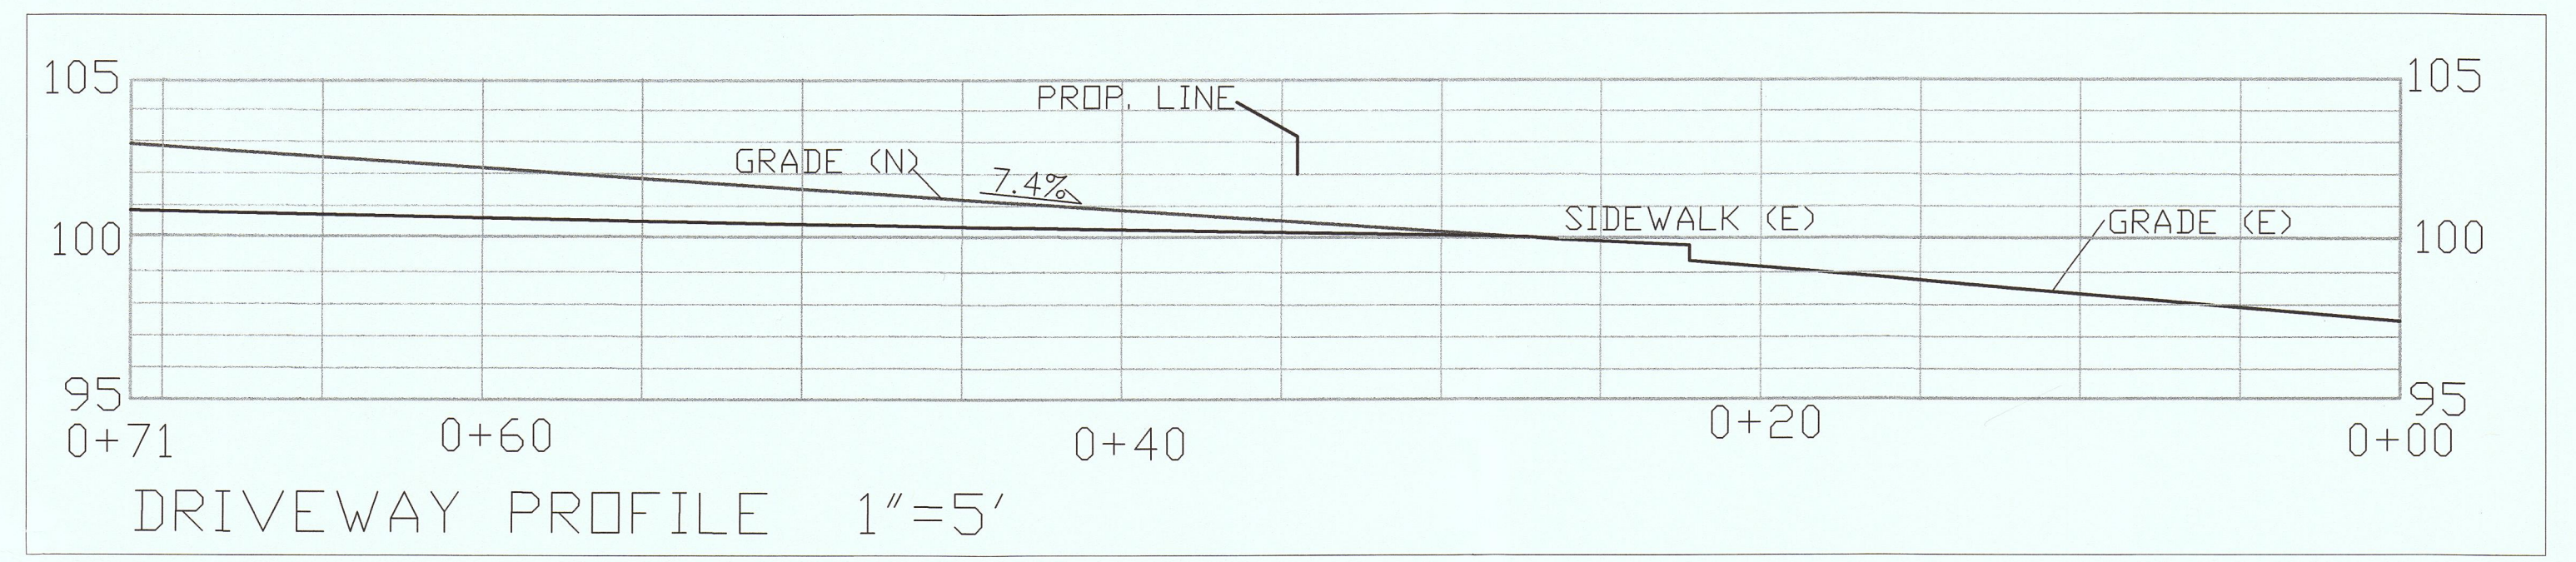 105
105
PROP. LINE
GRADE (N)
7.4%
SIDEWALK (E)
GRADE (E)
100
100
95
95
0+71
0+60
0+40
0+20
0+00
DRIVEWAY PROFILE 1"=5'